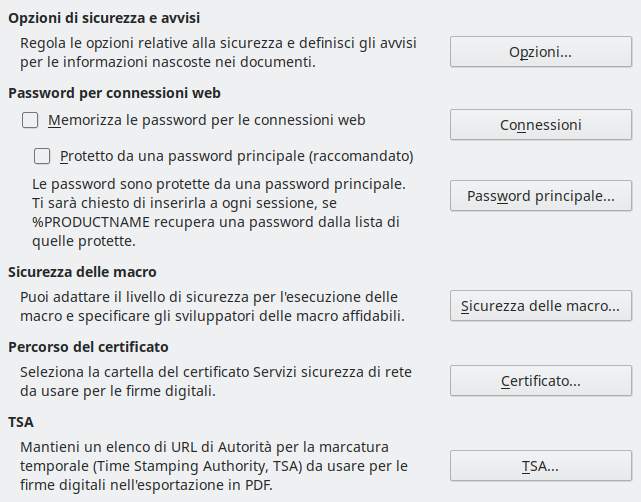 Opzioni di sicurezza e avvisi
Regola le opzioni relative alla sicurezza e definisci gli avvisi
per le informazioni nascoste nei documenti.
Opzioni...
Password per connessioni web
Memorizza le password per le connessioni web
Connessioni
Protetto da una password principale (raccomandato)
Le password sono protette da una password principale.
Ti sarà chiesto di inserirla a ogni sessione, se
%PRODUCTNAME recupera una password dalla lista di
quelle protette.
Password principale...
Sicurezza delle macro
Puoi adattare il livello di sicurezza per l'esecuzione delle
macro e specificare gli sviluppatori delle macro affidabili.
Sicurezza delle macro...
Percorso del certificato
Seleziona la cartella del certificato Servizi sicurezza di rete
da usare per le firme digitali.
Certificato...
TSA
Mantieni un elenco di URL di Autorità per la marcatura
temporale (Time Stamping Authority, TSA) da usare per le
firme digitali nell'esportazione in PDF.
TSA...